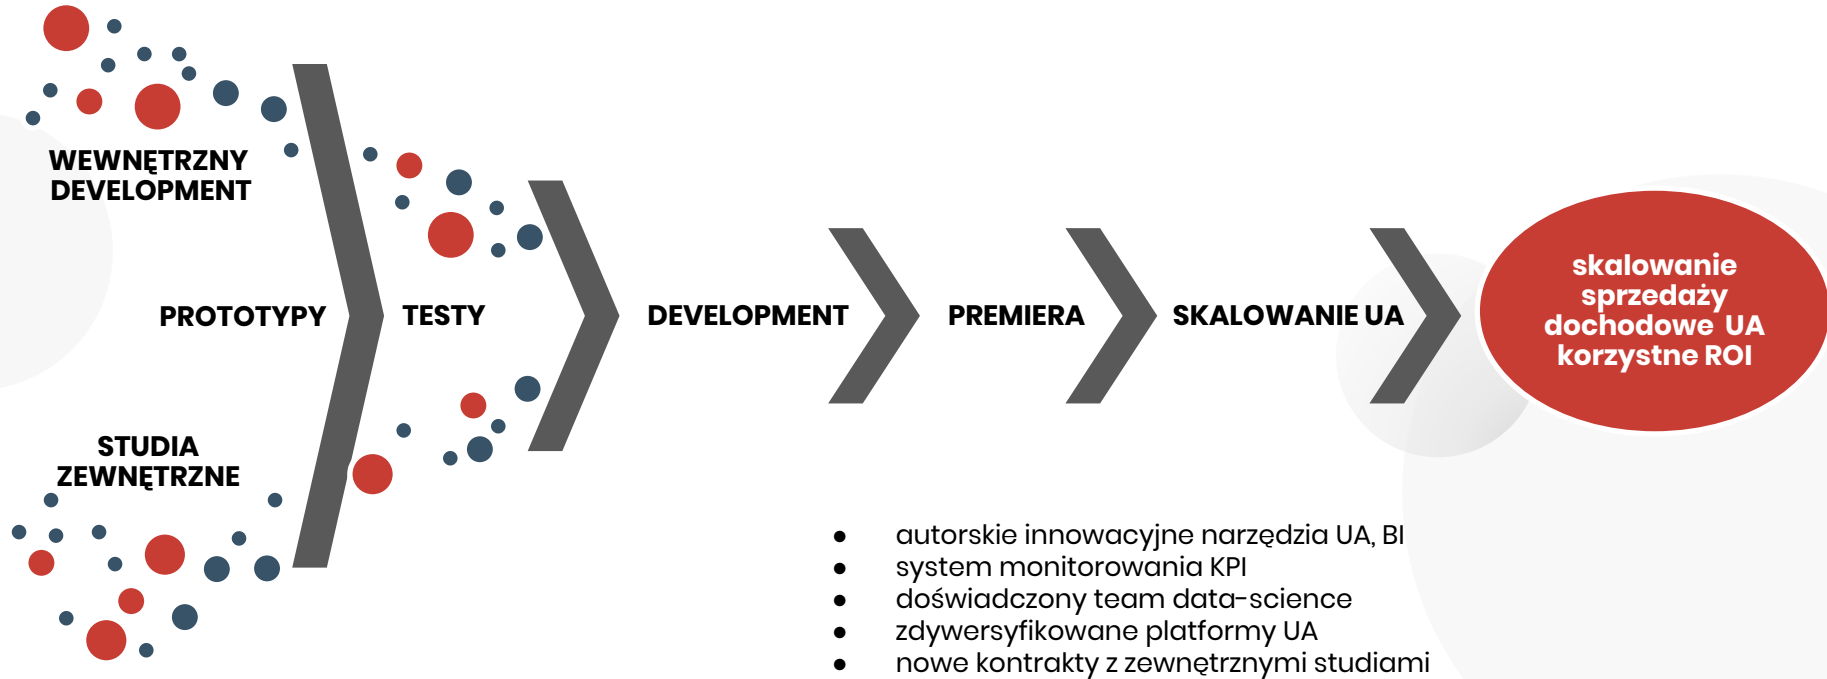 WEWNĘTRZNY
DEVELOPMENT
PROTOTYPY
TESTY
DEVELOPMENT
PREMIERA
SKALOWANIE UA
skalowanie
sprzedaży
dochodowe UA
korzystne ROI
STUDIA
ZEWNĘTRZNE
● autorskie innowacyjne narzędzia UA, BI
● system monitorowania KPI
● doświadczony team data-science
● zdywersyfikowane platformy UA
● nowe kontrakty z zewnętrznymi studiami